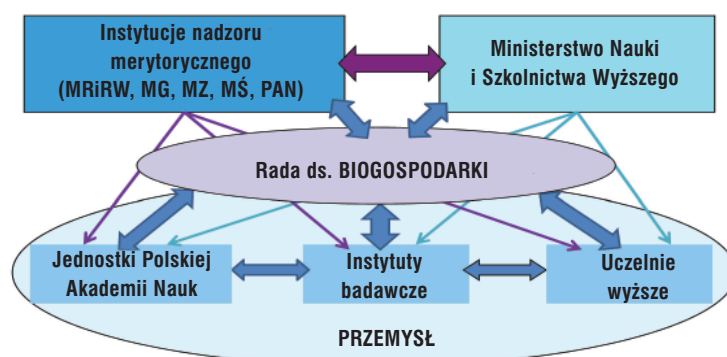 Instytucje nadzoru
merytorycznego
(MRiRW, MG, MZ, MŚ, PAN)
Ministerstwo Nauki
i Szkolnictwa Wyższego
Rada ds. BIOGOSPODARKI
Jednostki Polskiej
Akademii Nauk
Instytuty
badawcze
Uczelnie
wyższe
PRZEMYSŁ